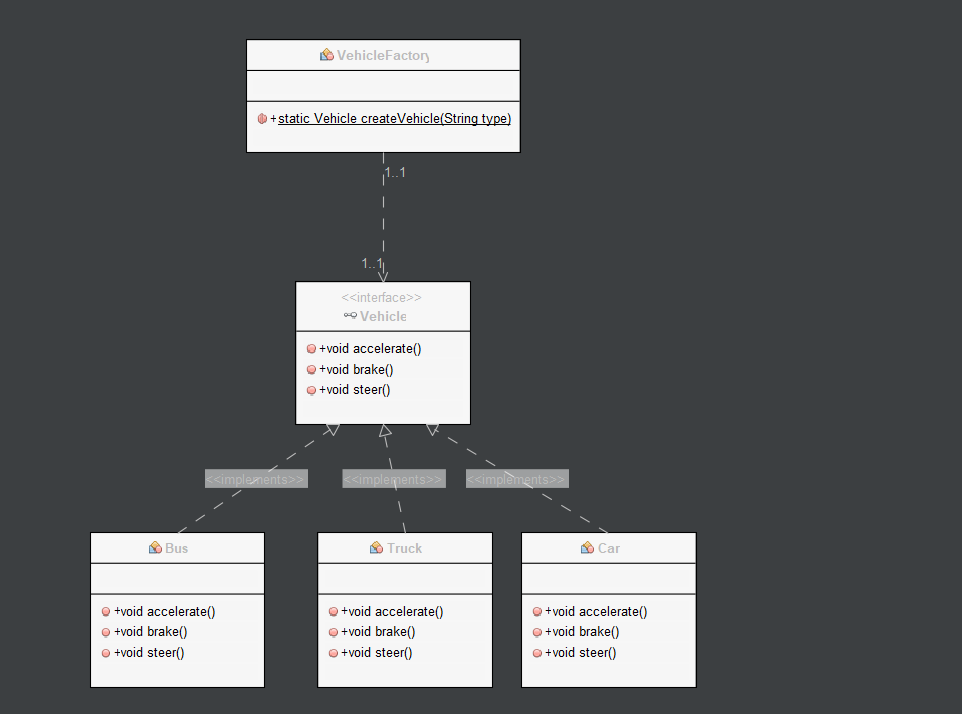 VehicleFactory
+static Vehicle createVehicle(String type)
1..1
1..1
<<interface>>
Vehicle
+void accelerate()
+void brake()
+void steer()
<<implements>> <<implements>> <<implements>>
Bus
+void accelerate()
+void brake()
+void steer()
Truck
+void accelerate()
+void brake()
+void steer()
Car
+void accelerate()
+void brake()
+void steer()